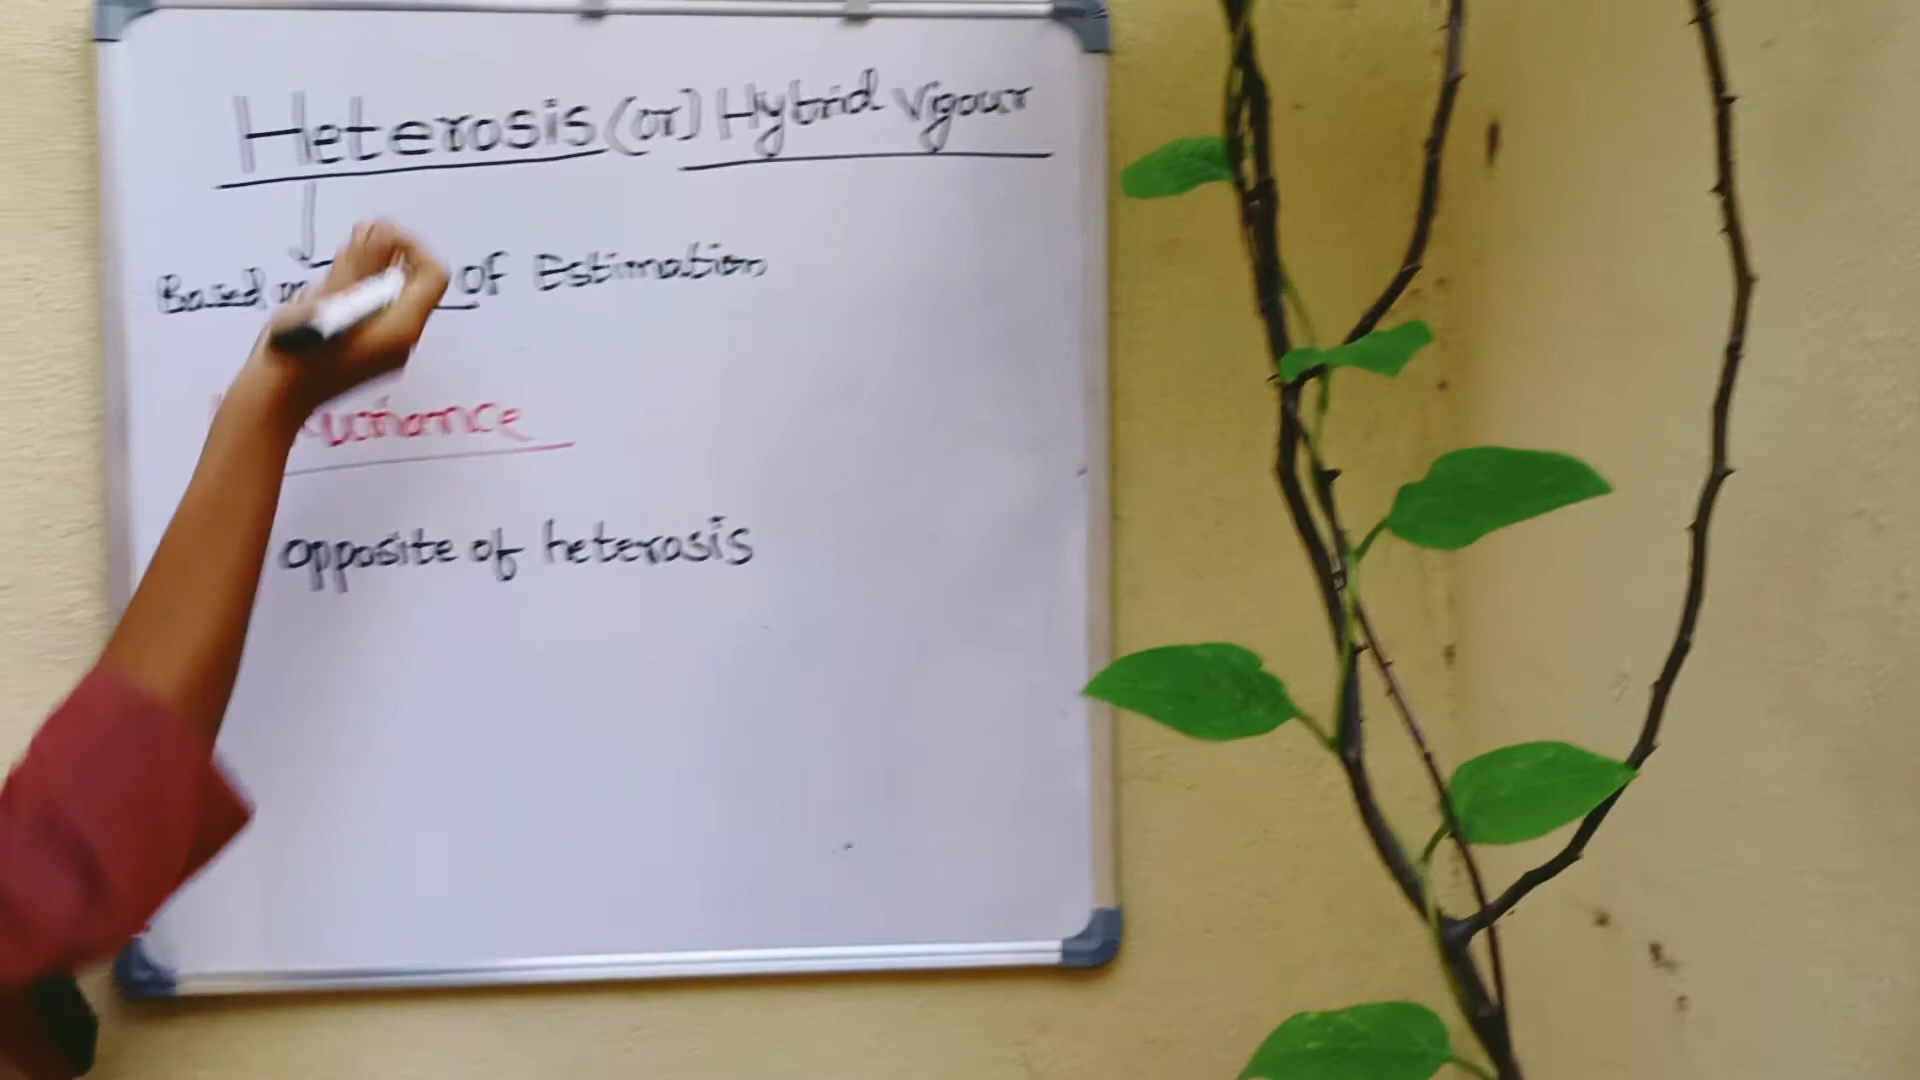 Heterosis (or) Hybrid Vigour
Based on of Estimation
opposite of heterosis